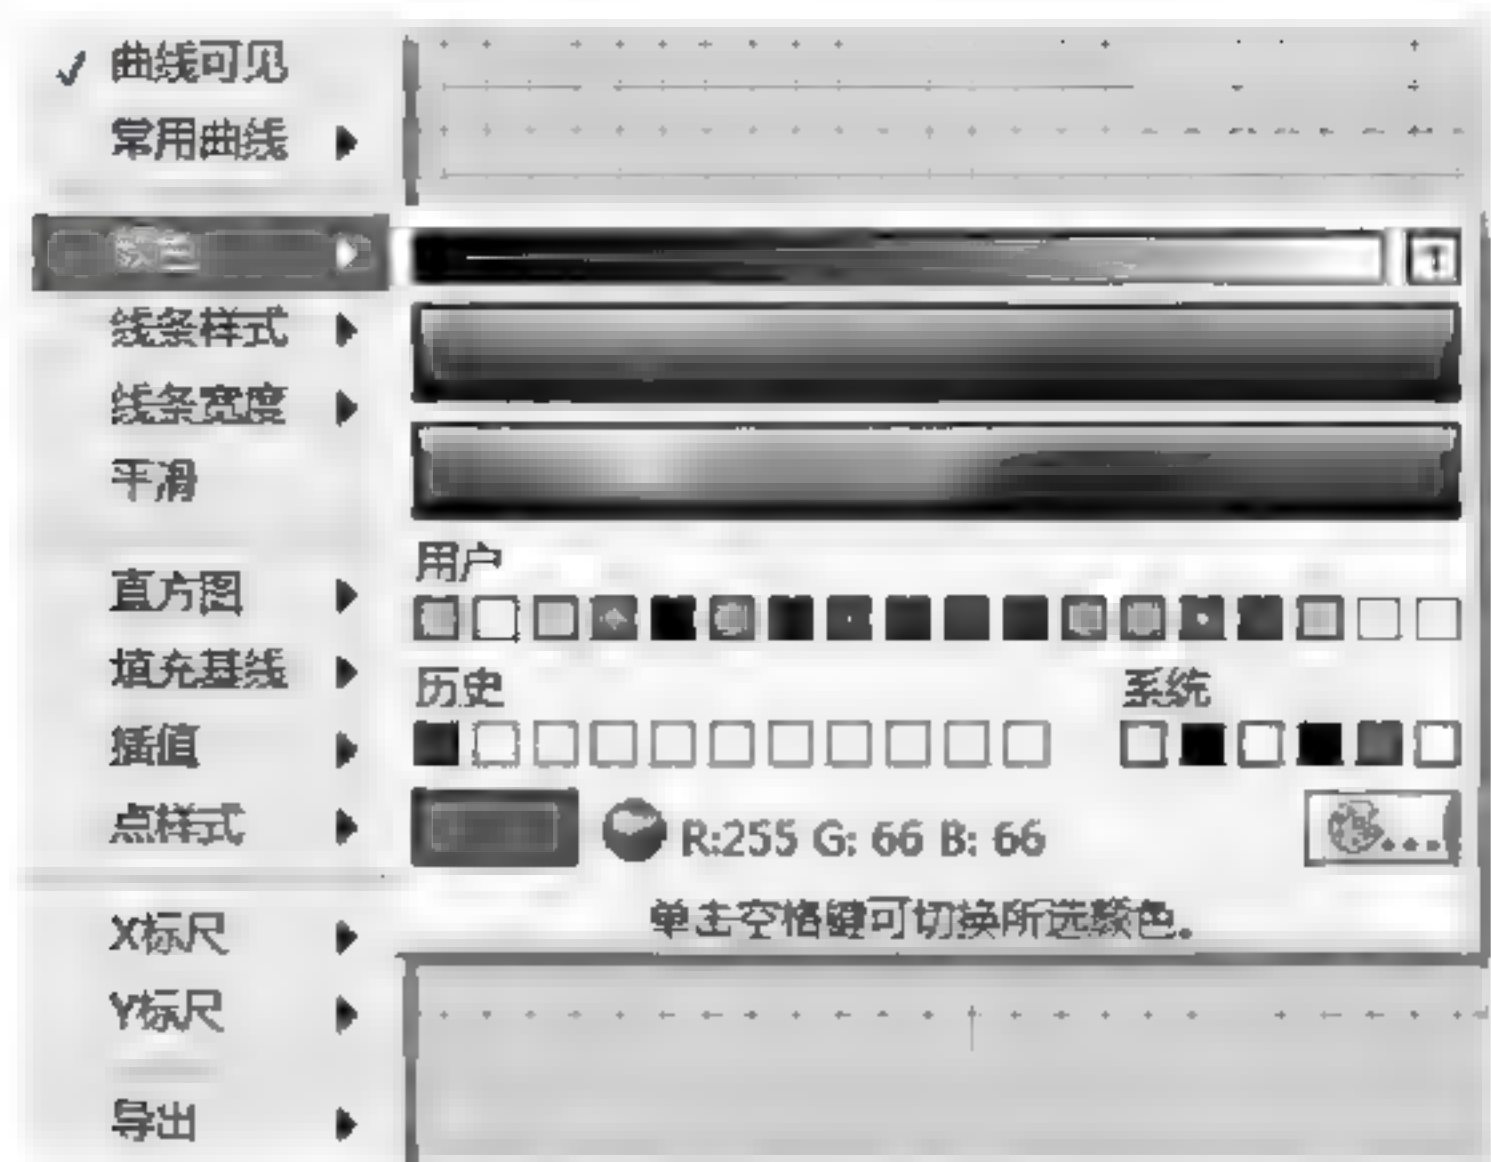 曲线可见
常用曲线
颜色
线条样式
线条宽度
平滑
直方图
填充基线
插值
点样式
X标尺
Y标尺
导出
T
用户
历史
系统
R:255 G: 66 B: 66
单击空格键可切换所选颜色。